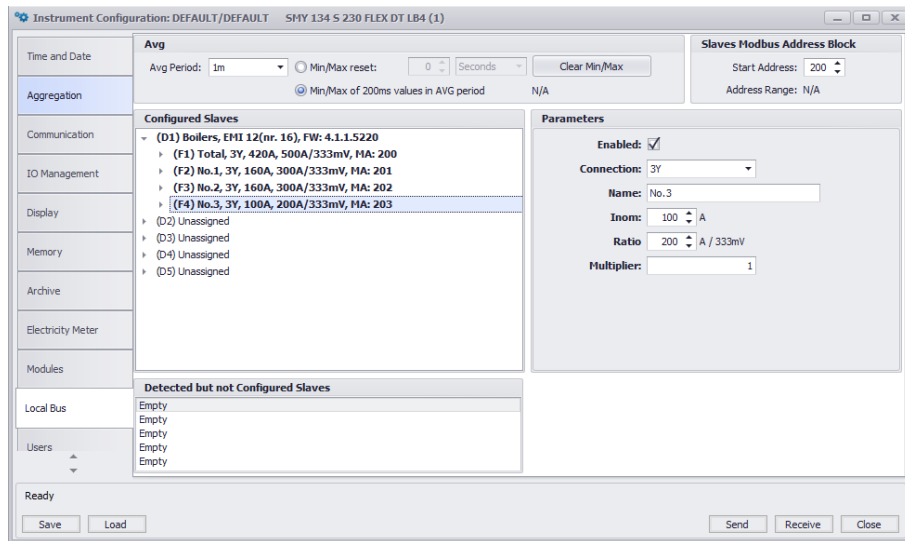 Instrument Configuration: DEFAULT/DEFAULT SMY 134 S 230 FLEX DT LB4 (1)
Time and Date
Aggregation
Communication
IO Management
Display
Memory
Archive
Electricity Meter
Modules
Local Bus
Users
Avg
Avg Period: 1m
Min/Max reset: 0 Seconds
Clear Min/Max
Min/Max of 200ms values in AVG period
N/A
Slaves Modbus Address Block
Start Address: 200
Address Range: N/A
Configured Slaves
(D1) Boilers, EMI 12(nr. 16), FW: 4.1.1.5220
(F1) Total, 3Y, 420A, 500A/333mV, MA: 200
(F2) No.1, 3Y, 160A, 300A/333mV, MA: 201
(F3) No.2, 3Y, 160A, 300A/333mV, MA: 202
(F4) No.3, 3Y, 100A, 200A/333mV, MA: 203
(D2) Unassigned
(D3) Unassigned
(D4) Unassigned
(D5) Unassigned
Parameters
Enabled:
Connection: 3Y
Name: No.3
Inom: 100 A
Ratio 200 A / 333mV
Multiplier: 1
Detected but not Configured Slaves
Empty
Empty
Empty
Empty
Empty
Ready
Save Load Send Receive Close